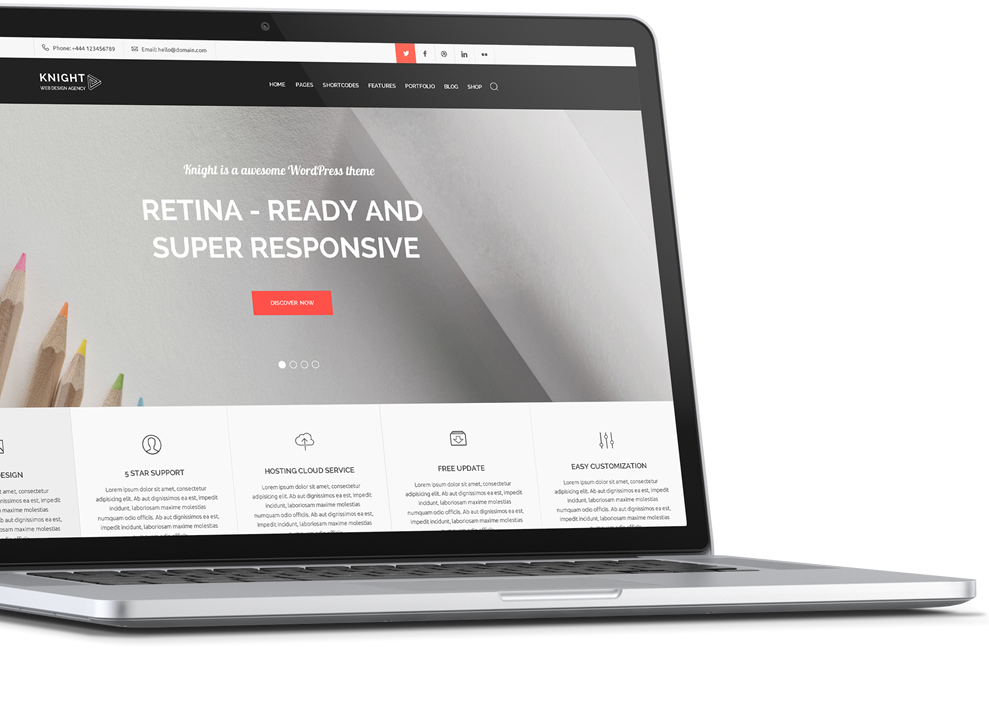 Phone: +444 123456789
Email: hello@domain.com
KNIGHT
WEB DESIGN AGENCY
HOME PAGES SHORTCODES FEATURES PORTFOLIO BLOG SHOP
Knight is a awesome WordPress theme
RETINA - READY AND
SUPER RESPONSIVE
DISCOVER NOW
ESIGN
sit amet, consectetur
dignissimos ea est, impedit
laboriosam maxime molestias
odio officiis.
5 STAR SUPPORT
Lorem ipsum dolor sit amet, consectetur
adipisicing elit. Ab aut dignissimos ea est, impedit
incidunt, laboriosam maxime molestias
numquam odio officiis. Ab aut dignissimos ea est,
impedit incidunt, laboriosam maxime molestias
HOSTING CLOUD SERVICE
Lorem ipsum dolor sit amet, consectetur
adipisicing elit. Ab aut dignissimos ea est, impedit
incidunt, laboriosam maxime molestias
numquam odio officiis. Ab aut dignissimos ea est,
impedit incidunt, laboriosam maxime molestias
FREE UPDATE
Lorem ipsum dolor sit amet, consectetur
adipisicing elit. Ab aut dignissimos ea est, impedit
incidunt, laboriosam maxime molestias
numquam odio officiis. Ab aut dignissimos ea est,
impedit incidunt, laboriosam maxime molestias
EASY CUSTOMIZATION
Lorem ipsum dolor sit amet, consectetur
adipisicing elit. Ab aut dignissimos ea est, impedit
incidunt, laboriosam maxime molestias
numquam odio officiis. Ab aut dignissimos ea est,
impedit incidunt, laboriosam maxime molestias